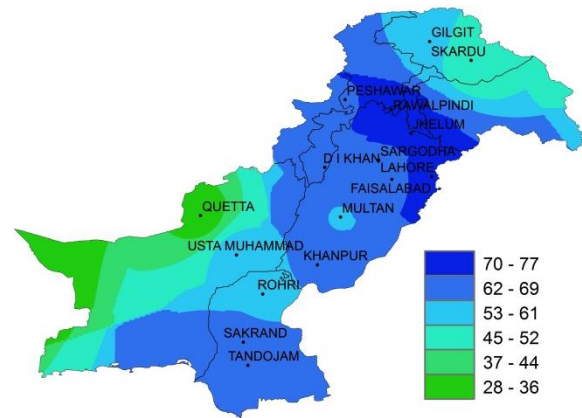 GILGIT
SKARDU
PESHAWAR
RAWALPINDI
JHELUM
SARGODHA
D I KHAN
LAHORE
FAISALABAD
QUETTA
MULTAN
USTA MUHAMMAD
KHANPUR
ROHRI
SAKRAND
TANDOJAM
70 - 77
62 - 69
53 - 61
45 - 52
37 - 44
28 - 36